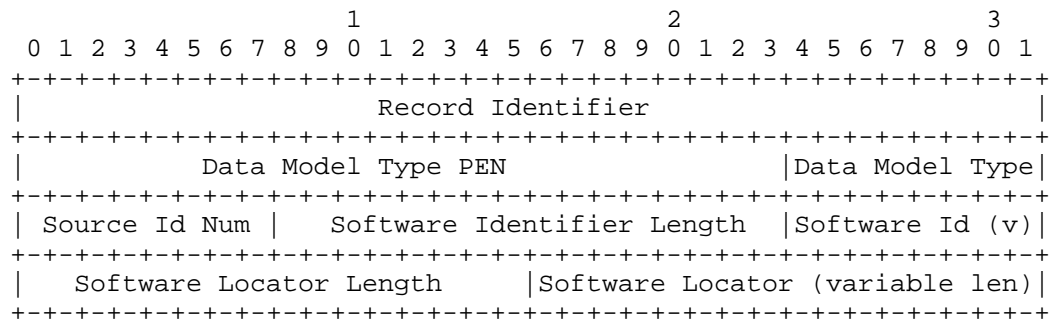 1                   2                   3
 0 1 2 3 4 5 6 7 8 9 0 1 2 3 4 5 6 7 8 9 0 1 2 3 4 5 6 7 8 9 0 1
+-+-+-+-+-+-+-+-+-+-+-+-+-+-+-+-+-+-+-+-+-+-+-+-+-+-+-+-+-+-+-+-+
|                       Record Identifier                       |
+-+-+-+-+-+-+-+-+-+-+-+-+-+-+-+-+-+-+-+-+-+-+-+-+-+-+-+-+-+-+-+-+
|            Data Model Type PEN                |Data Model Type|
+-+-+-+-+-+-+-+-+-+-+-+-+-+-+-+-+-+-+-+-+-+-+-+-+-+-+-+-+-+-+-+-+
| Source Id Num |   Software Identifier Length  |Software Id (v)|
+-+-+-+-+-+-+-+-+-+-+-+-+-+-+-+-+-+-+-+-+-+-+-+-+-+-+-+-+-+-+-+-+
|    Software Locator Length    |Software Locator (variable len)|
+-+-+-+-+-+-+-+-+-+-+-+-+-+-+-+-+-+-+-+-+-+-+-+-+-+-+-+-+-+-+-+-+